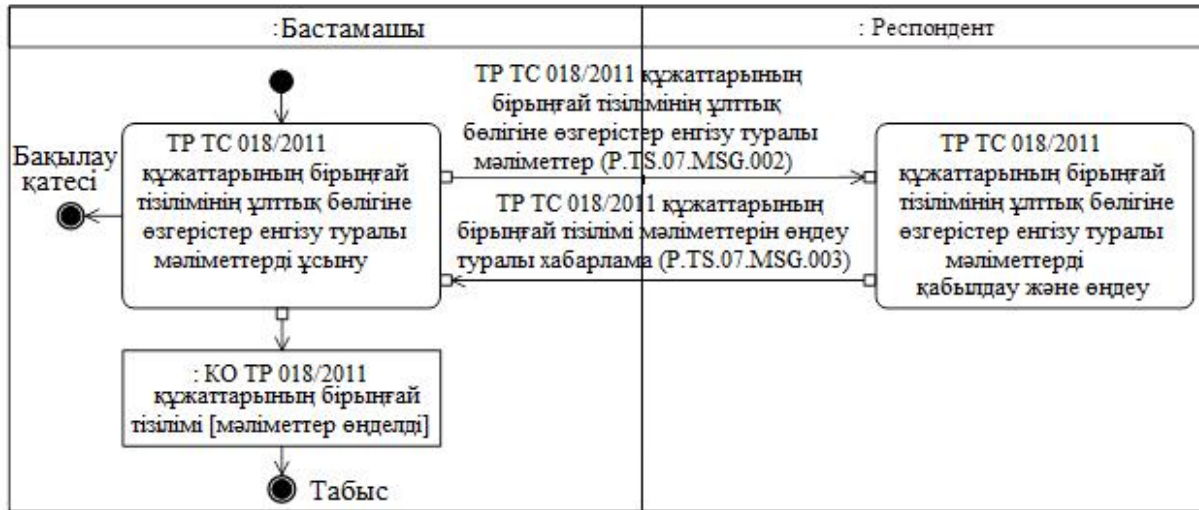 :Бастамашы
: Респондент
ТР ТС 018/2011 құжаттарының
бірыңғай тізілімінің ұлттық
бөлігіне өзгерістер енгізу туралы
мәліметтер (P.TS.07.MSG.002)
Бақылау
қатесі
ТР ТС 018/2011
құжаттарының бірыңғай
тізілімінің ұлттық бөлігіне
өзгерістер енгізу туралы
мәліметтерді ұсыну
ТР ТС 018/2011 құжаттарының
бірыңғай тізілімі мәліметтерін өңдеу
туралы хабарлама (P.TS.07.MSG.003)
ТР ТС 018/2011
құжаттарының бірыңғай
тізілімінің ұлттық бөлігіне
өзгерістер енгізу туралы
мәліметтерді
қабылдау және өңдеу
: КО ТР 018/2011
құжаттарының бірыңғай
тізілімі [мәліметтер өңделді]
Табыс